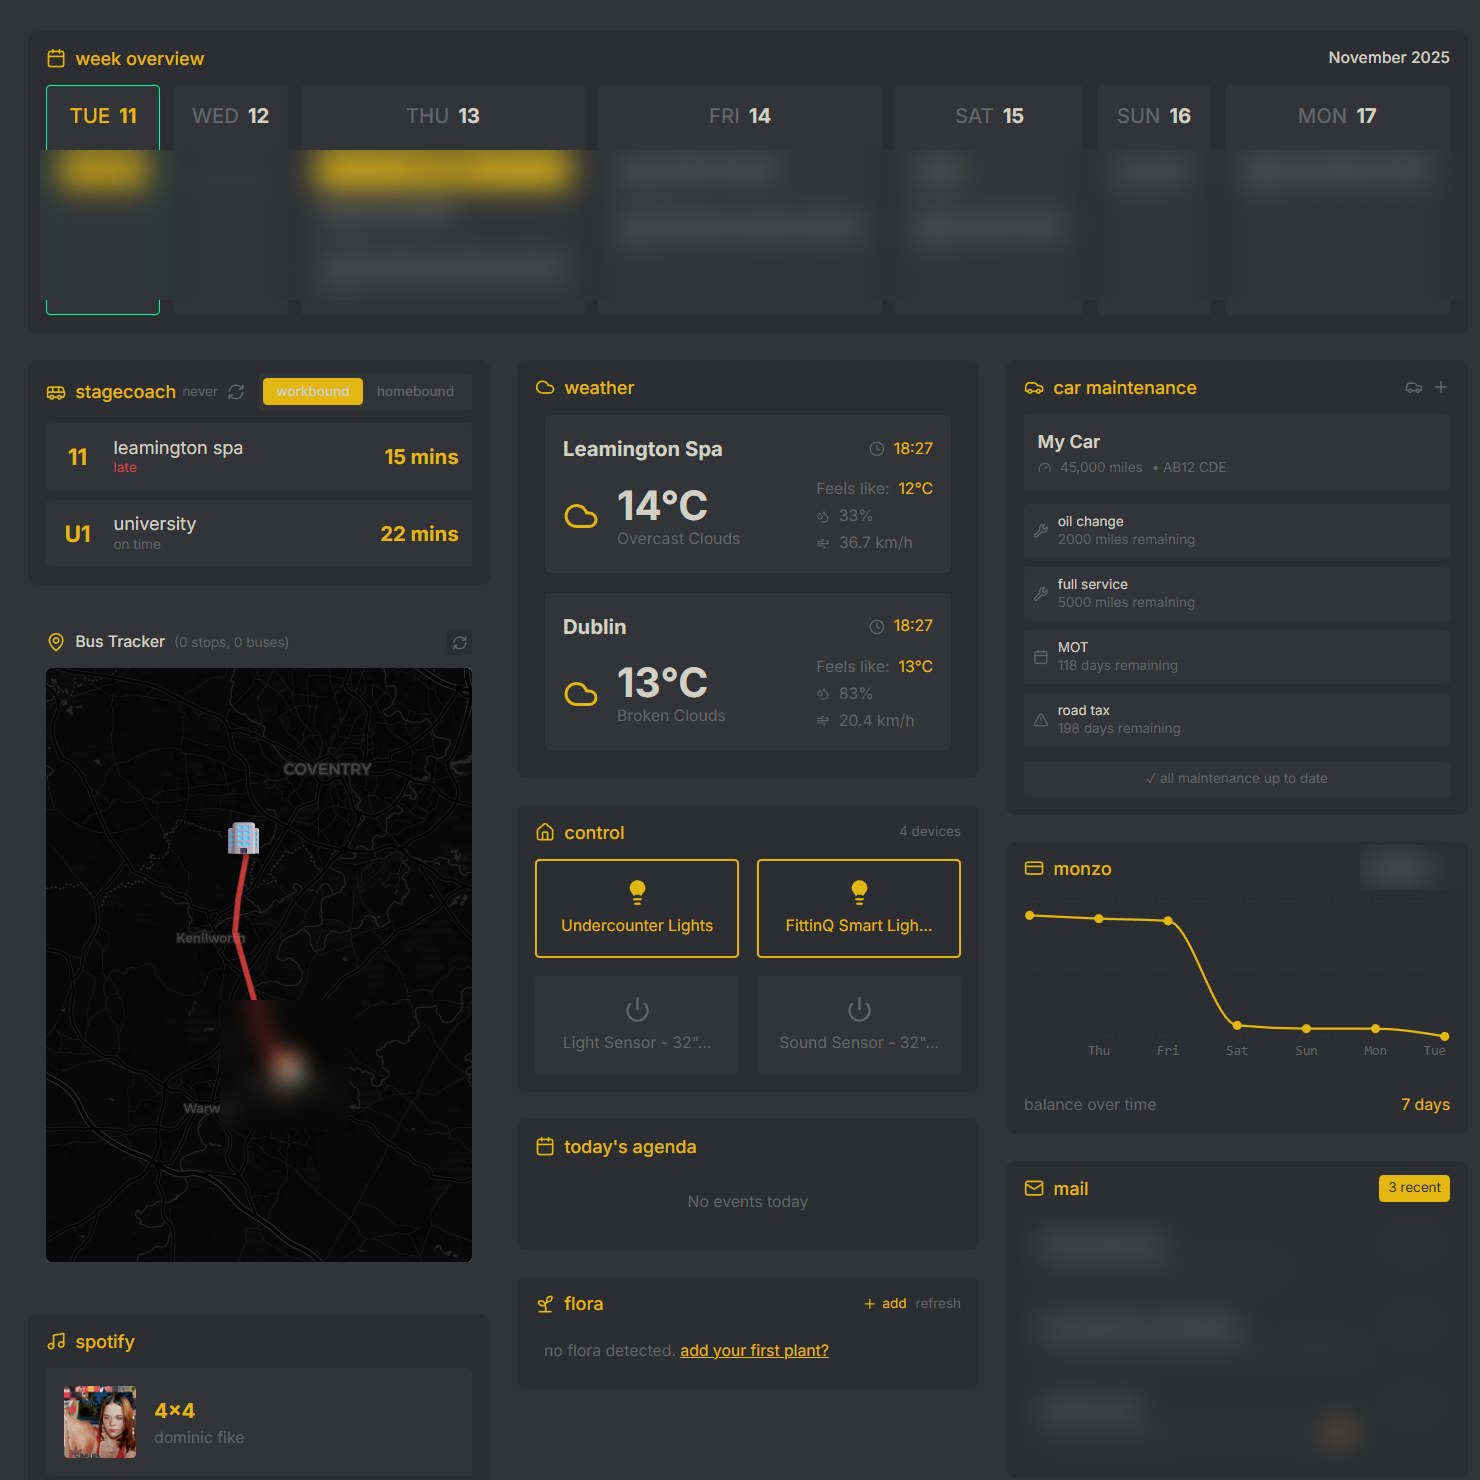 week overview
November 2025
TUE 11
WED 12
THU 13
FRI 14
SAT 15
SUN 16
MON 17
stagecoach never
workbound
homebound
11
leamington spa
late
15 mins
U1
university
on time
22 mins
Bus Tracker (0 stops, 0 buses)
COVENTRY
Kenilworth
Warw
spotify
4x4
dominic fike
weather
Leamington Spa
18:27
14°C
Overcast Clouds
Feels like: 12°C
33%
36.7 km/h
Dublin
18:27
13°C
Broken Clouds
Feels like: 13°C
83%
20.4 km/h
control
4 devices
Undercounter Lights
FittinQ Smart Ligh...
Light Sensor - 32"...
Sound Sensor - 32"...
today's agenda
No events today
flora
+ add refresh
no flora detected. add your first plant?
car maintenance
My Car
45,000 miles • AB12 CDE
oil change
2000 miles remaining
full service
5000 miles remaining
MOT
118 days remaining
road tax
198 days remaining
✓ all maintenance up to date
monzo
Thu Fri Sat Sun Mon Tue
balance over time
7 days
mail
3 recent